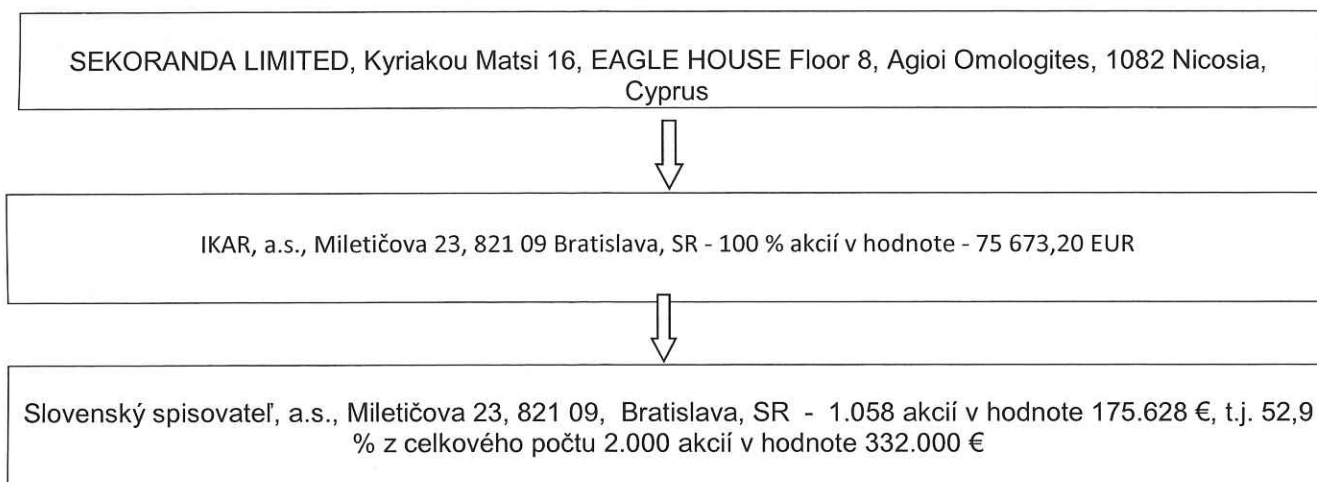 SEKORANDA LIMITED, Kyriakou Matsi 16, EAGLE HOUSE Floor 8, Agioi Omologites, 1082 Nicosia,
Cyprus
IKAR, a.s., Miletičova 23, 821 09 Bratislava, SR - 100 % akcií v hodnote - 75 673,20 EUR
Slovenský spisovateľ, a.s., Miletičova 23, 821 09, Bratislava, SR - 1.058 akcií v hodnote 175.628 €, t.j. 52,9
% z celkového počtu 2.000 akcií v hodnote 332.000 €